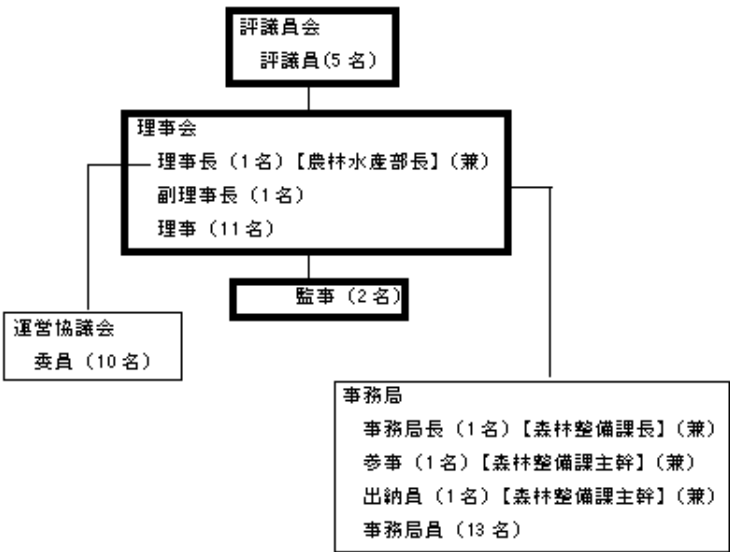 評議員会
評議員(5名)
理事会
理事長（1名）【農林水産部長】（兼）
副理事長（1名）
理事（11名）
監事（2名）
運営協議会
委員（10名）
事務局
事務局長（1名）【森林整備課長】（兼）
参事（1名）【森林整備課主幹】（兼）
出納員（1名）【森林整備課主幹】（兼）
事務局員（13名）